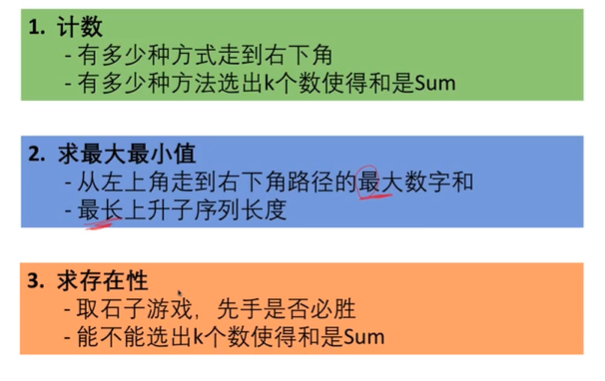 1. 计数
- 有多少种方式走到右下角
- 有多少种方法选出k个数使得和是Sum
2. 求最大最小值
- 从左上角走到右下角路径的最大数字和
- 最长上升子序列长度
3. 求存在性
- 取石子游戏，先手是否必胜
- 能不能选出k个数使得和是Sum